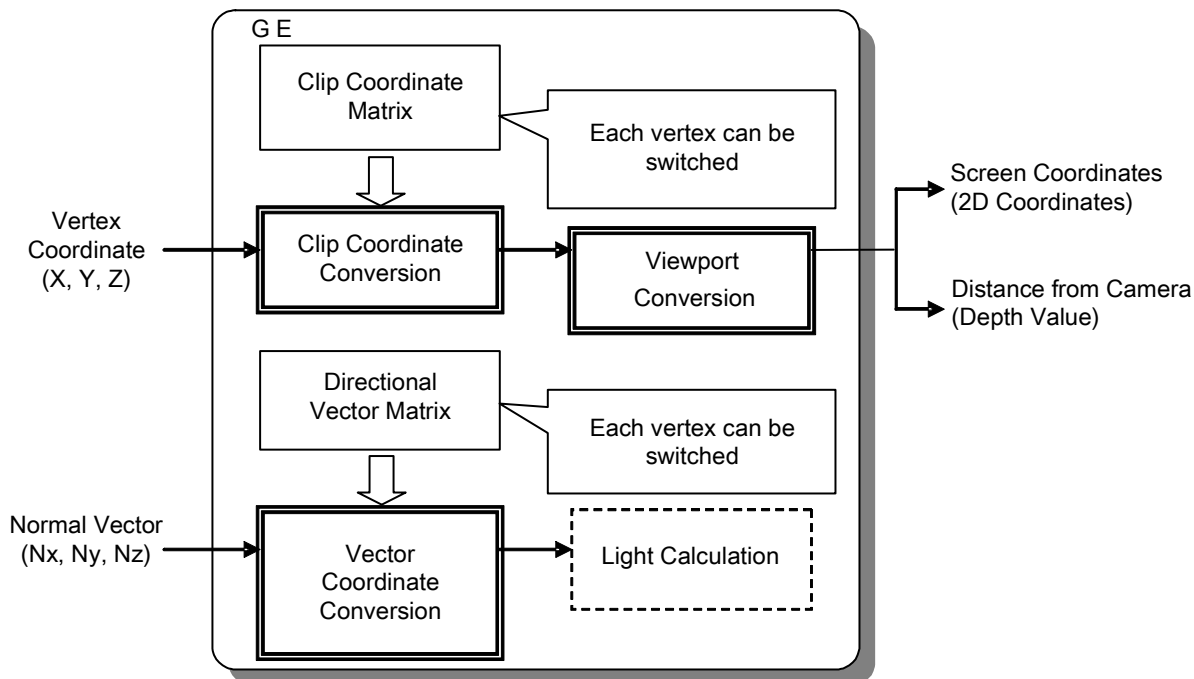 G E
Clip Coordinate
Matrix
Each vertex can be
switched
Vertex
Coordinate
(X, Y, Z)
Clip Coordinate
Conversion
Viewport
Conversion
Screen Coordinates
(2D Coordinates)
Distance from Camera
(Depth Value)
Directional
Vector Matrix
Each vertex can be
switched
Normal Vector
(Nx, Ny, Nz)
Vector
Coordinate
Conversion
Light Calculation